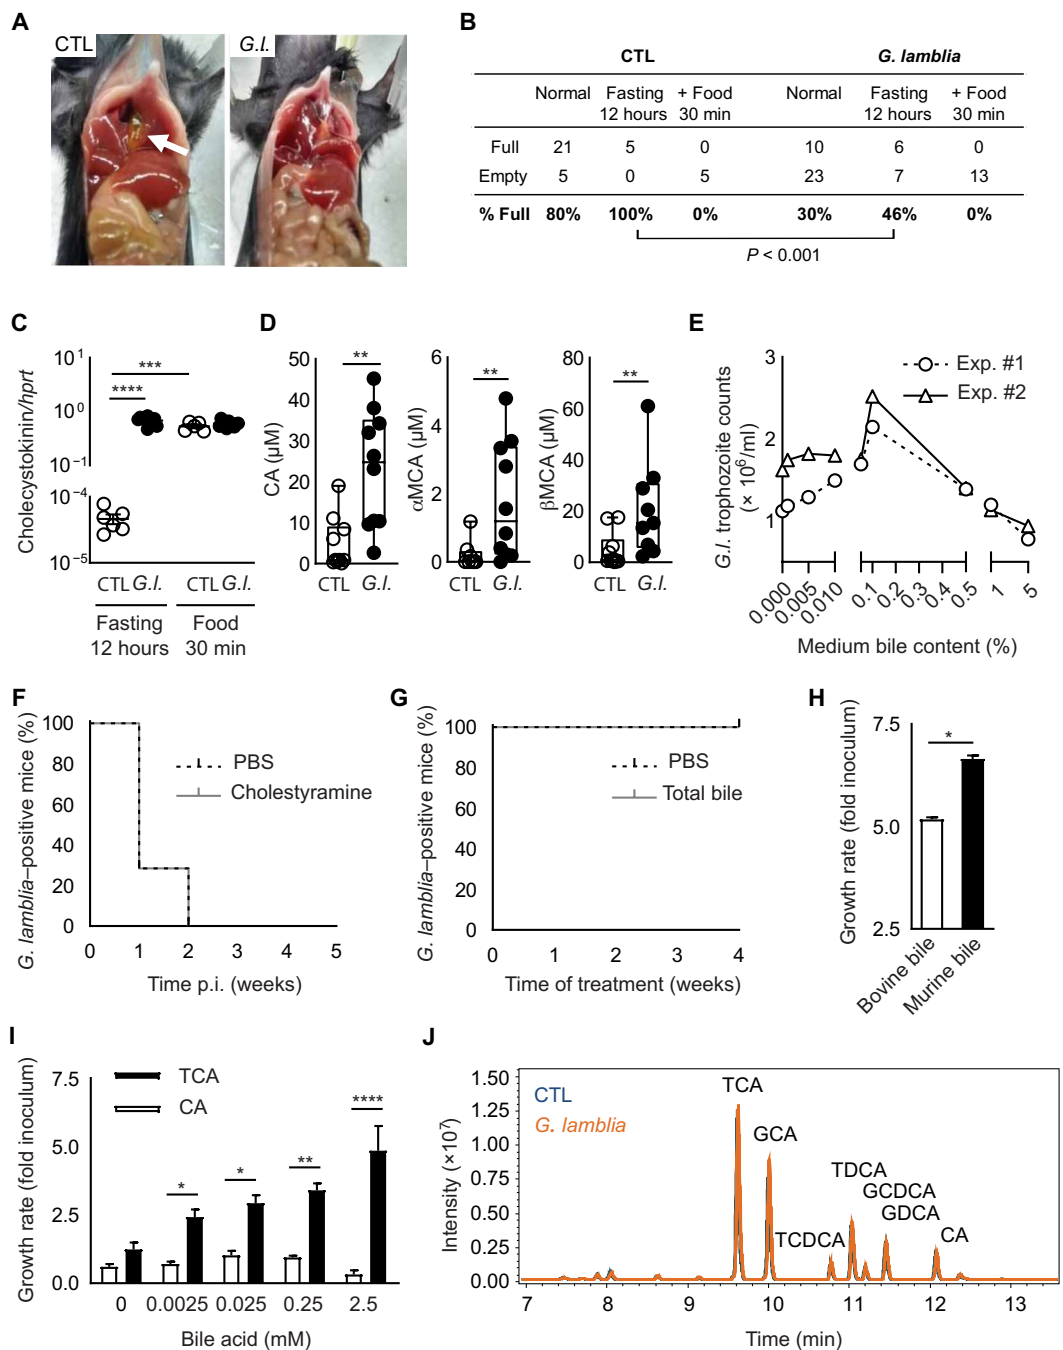 A
CTL
G.l.
B
CTL G. lamblia
Normal Fasting 12 hours + Food 30 min Normal Fasting 12 hours + Food 30 min
Full 21 5 0 10 6 0
Empty 5 0 5 23 7 13
% Full 80% 100% 0% 30% 46% 0%
P < 0.001
C
Cholecystokinin/hprt
10^1
10^0
10^−1
10^−4
10^−5
***
****
CTL G.l. CTL G.l.
Fasting 12 hours
Food 30 min
D
CA (µM)
50
40
30
20
10
0
**
CTL G.l.
αMCA (µM)
6
4
2
0
**
CTL G.l.
βMCA (µM)
80
60
40
20
0
**
CTL G.l.
E
G.l. trophozoite counts
(× 10^6/ml)
3
2
1
Exp. #1
Exp. #2
0.000 0.005 0.010 0.1 0.2 0.3 0.4 0.5 1 5
Medium bile content (%)
F
G. lamblia–positive mice (%)
100
80
60
40
20
0
PBS
Cholestyramine
0 1 2 3 4 5
Time p.i. (weeks)
G
G. lamblia–positive mice (%)
100
80
60
40
20
0
PBS
Total bile
0 1 2 3 4
Time of treatment (weeks)
H
Growth rate (fold inoculum)
7.5
5.0
2.5
*
Bovine bile
Murine bile
I
Growth rate (fold inoculum)
7.5
5.0
2.5
0.0
TCA
CA
* * ** ****
0 0.0025 0.025 0.25 2.5
Bile acid (mM)
J
Intensity (×10^7)
1.50
1.25
1.00
0.75
0.50
0.25
0.00
CTL
G. lamblia
TCA
GCA
TCDCA
TDCA
GCDCA
GDCA
CA
7 8 9 10 11 12 13
Time (min)